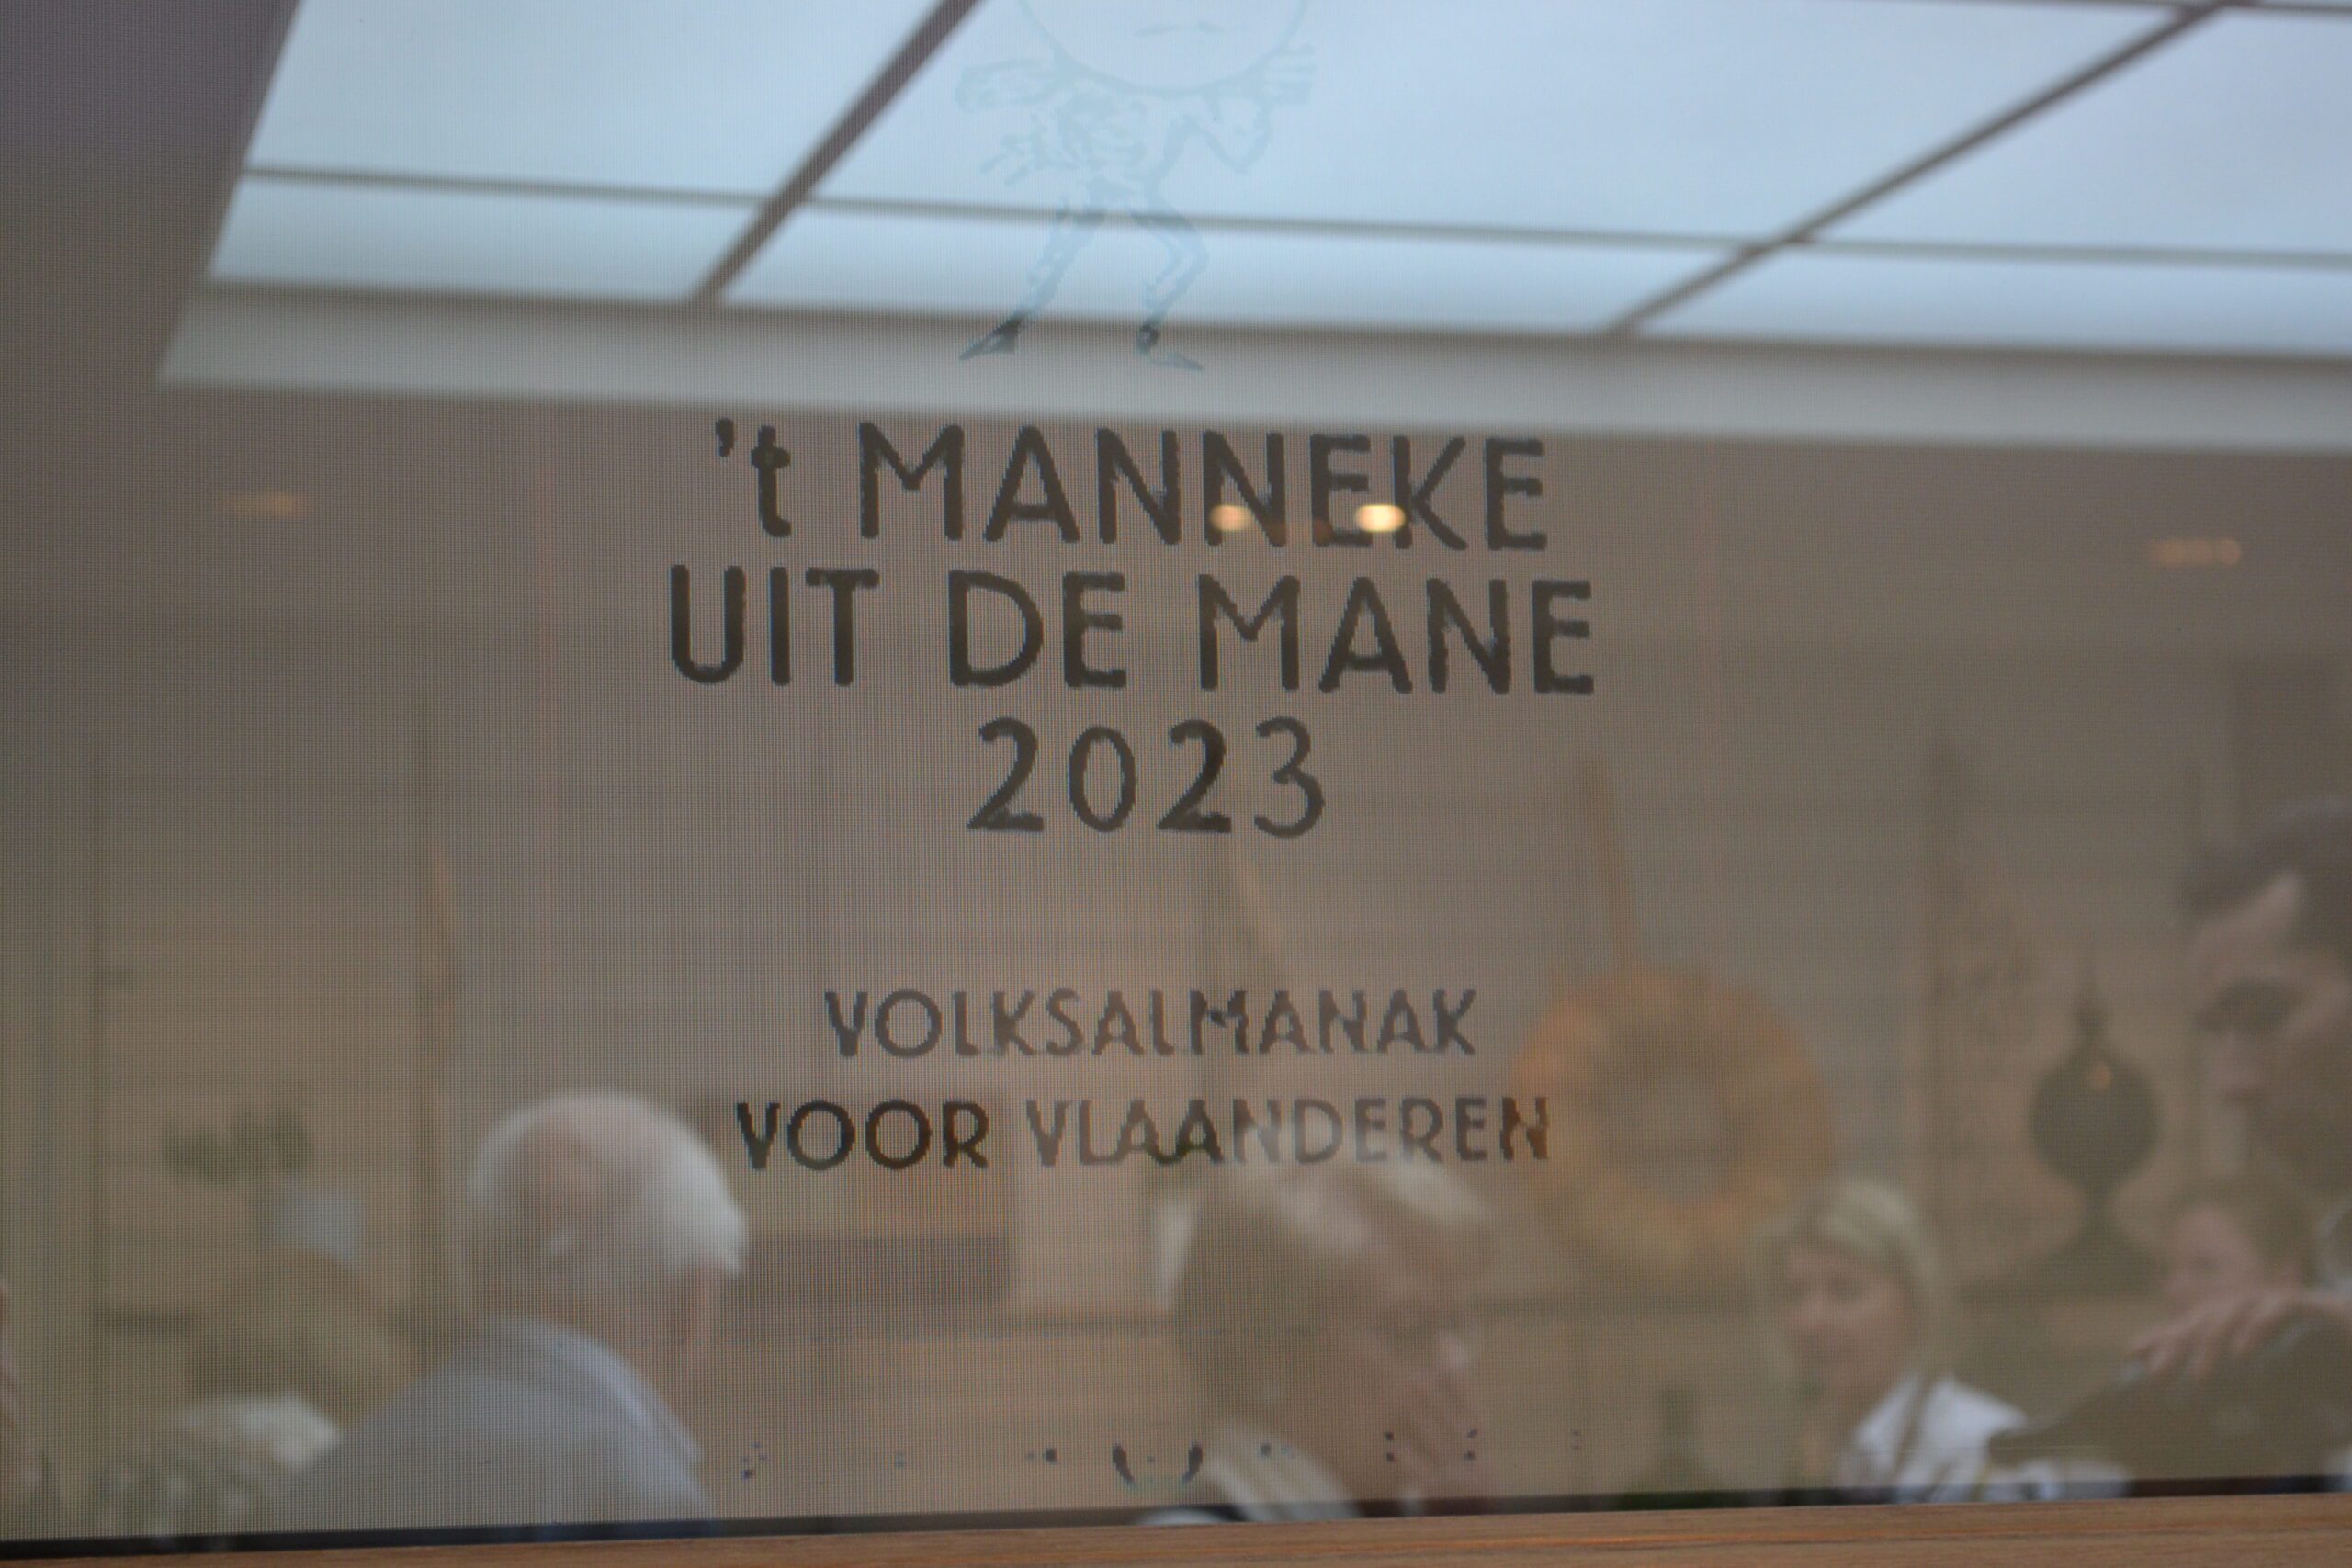 't MANNEKE
UIT DE MANE
2023
VOLKSALMANAK
VOOR VLAANDEREN